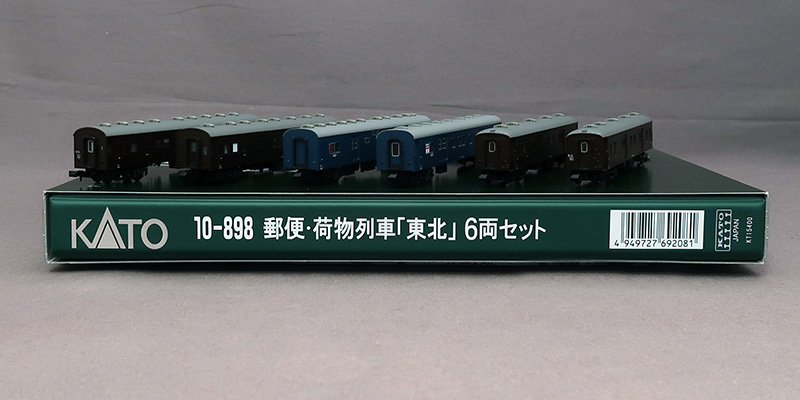 KATO
10-898 郵便・荷物列車「東北」 6両セット
4 949727 692081
KATO
JAPAN
KT15400